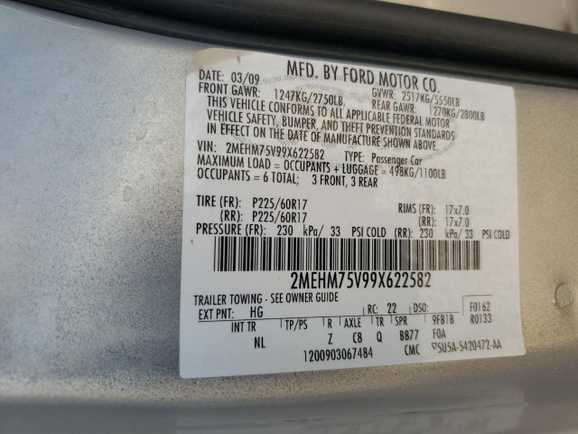 MFD. BY FORD MOTOR CO.
DATE: 03/09 GVWR: 2517KG/5550LB
FRONT GAWR: 1247KG/2750LB REAR GAWR: 1270KG/2800LB
THIS VEHICLE CONFORMS TO ALL APPLICABLE FEDERAL MOTOR
VEHICLE SAFETY, BUMPER, AND THEFT PREVENTION STANDARDS
IN EFFECT ON THE DATE OF MANUFACTURE SHOWN ABOVE.
VIN: 2MEHM75V99X622582 TYPE: Passenger Car
MAXIMUM LOAD = OCCUPANTS + LUGGAGE = 498KG/1100LB
OCCUPANTS = 6 TOTAL; 3 FRONT, 3 REAR
TIRE (FR): P225/60R17 RIMS (FR): 17x7.0
(RR): P225/60R17 (RR): 17x7.0
PRESSURE (FR): 230 kPa/ 33 PSI COLD (RR): 230 kPa/ 33 PSI COLD
2MEHM75V99X622582
TRAILER TOWING - SEE OWNER GUIDE
EXT PNT: HG RC: 22 DSO: F0162
INT TR TP/PS R AXLE TR SPR 9FB1B R0133
NL Z C8 Q BB77 F0A
1200903067484 CMC 5U5A-5420472-AA